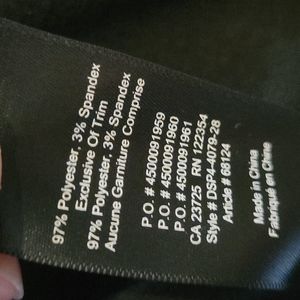 97% Polyester, 3% Spandex
Exclusive Of Trim
97% Polyester, 3% Spandex
Aucune Garniture Comprise
P.O. # 4500091959
P.O. # 4500091960
P.O. # 4500091961
CA 23725 RN 122354
Style # DSP4-4079-28
Article # 66124
Made in China
Fabriqué en Chine